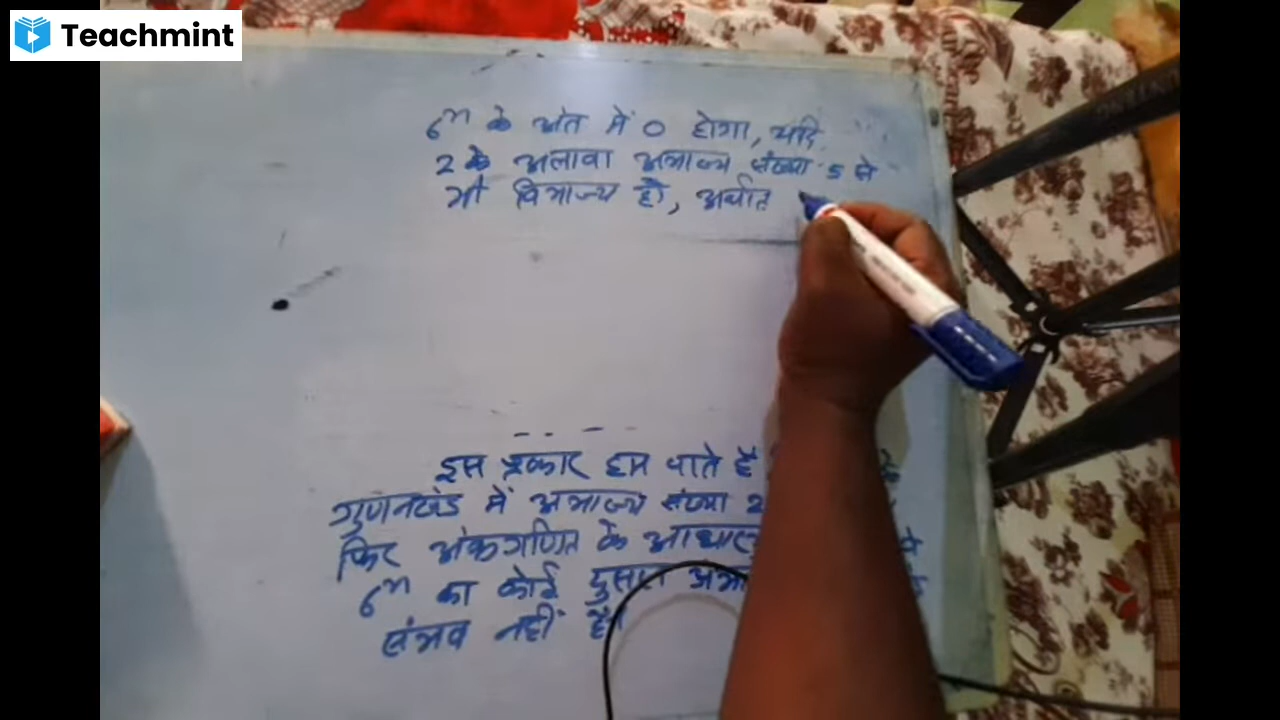 Teachmint
6ⁿ के अंत में 0 होगा, यदि
2 के अलावा अभाज्य संख्या 5 से
भी विभाज्य हो, अर्थात
इस प्रकार हम पाते है
गुणनखंड में अभाज्य संख्या 2
फिर अंकगणित के आधार
6ⁿ का कोई दुसरा
संभव नहीं है।